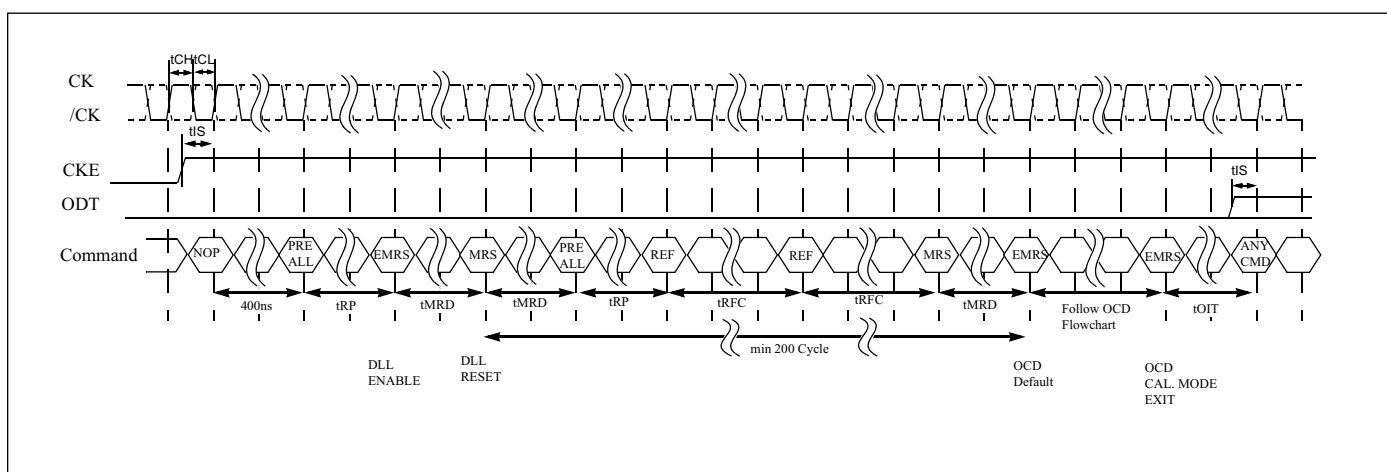 tCH tCL
CK
/CK
tIS
CKE
tIS
ODT
Command
NOP
PRE
ALL
EMRS
MRS
PRE
ALL
REF
REF
MRS
EMRS
EMRS
ANY
CMD
400ns
tRP
tMRD
tMRD
tRP
tRFC
tRFC
tMRD
Follow OCD
Flowchart
tOIT
min 200 Cycle
DLL
ENABLE
DLL
RESET
OCD
Default
OCD
CAL. MODE
EXIT